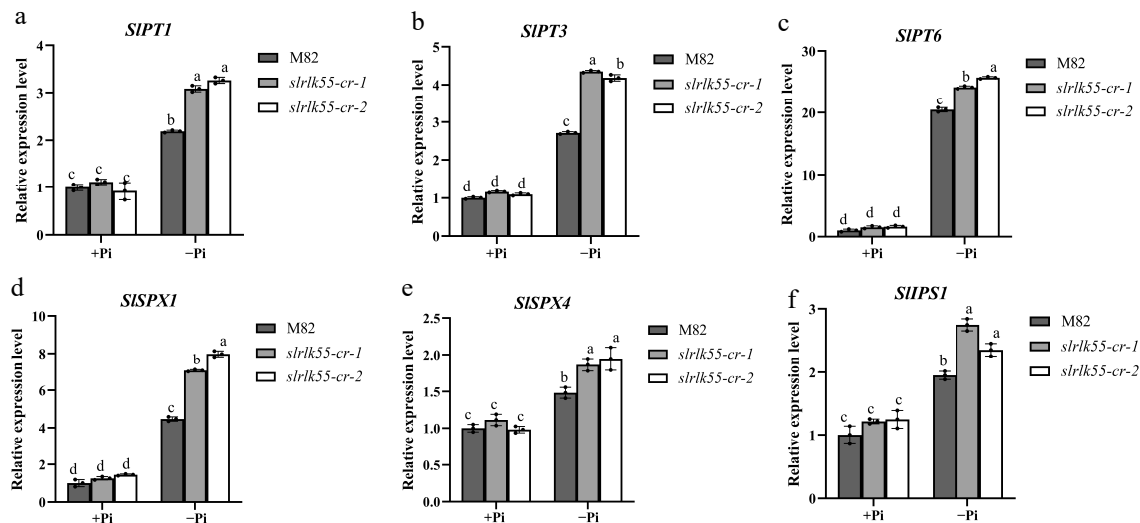 a
SlPT1
Relative expression level
4
3
2
1
0
c
c
c
b
a
a
+Pi
−Pi
M82
slrlk55-cr-1
slrlk55-cr-2
b
SlPT3
Relative expression level
5
4
3
2
1
0
d
d
d
c
a
b
+Pi
−Pi
M82
slrlk55-cr-1
slrlk55-cr-2
c
SlPT6
Relative expression level
30
20
10
0
d
d
d
c
b
a
+Pi
−Pi
M82
slrlk55-cr-1
slrlk55-cr-2
d
SlSPX1
Relative expression level
10
8
6
4
2
0
d
d
d
c
b
a
+Pi
−Pi
M82
slrlk55-cr-1
slrlk55-cr-2
e
SlSPX4
Relative expression level
2.5
2.0
1.5
1.0
0.5
0.0
c
c
c
b
a
a
+Pi
−Pi
M82
slrlk55-cr-1
slrlk55-cr-2
f
SlIPS1
Relative expression level
3
2
1
0
c
c
c
b
a
a
+Pi
−Pi
M82
slrlk55-cr-1
slrlk55-cr-2